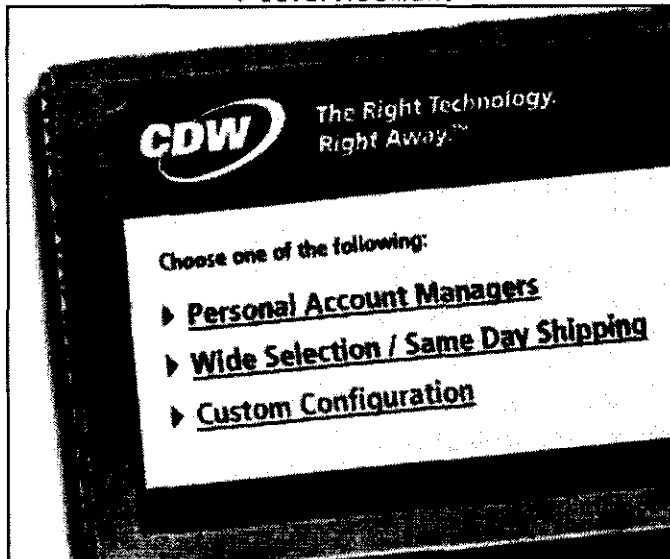 CDW
The Right Technology.
Right Away.™
Choose one of the following:
Personal Account Managers
Wide Selection / Same Day Shipping
Custom Configuration